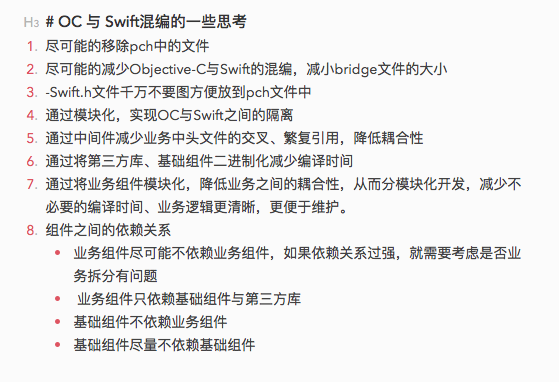 H3 # OC 与 Swift混编的一些思考
1. 尽可能的移除pch中的文件
2. 尽可能的减少Objective-C与Swift的混编，减小bridge文件的大小
3. -Swift.h文件千万不要图方便放到pch文件中
4. 通过模块化，实现OC与Swift之间的隔离
5. 通过中间件减少业务中头文件的交叉、繁复引用，降低耦合性
6. 通过将第三方库、基础组件二进制化减少编译时间
7. 通过将业务组件模块化，降低业务之间的耦合性，从而分模块化开发，减少不
必要的编译时间、业务逻辑更清晰，更便于维护。
8. 组件之间的依赖关系
• 业务组件尽可能不依赖业务组件，如果依赖关系过强，就需要考虑是否业
务拆分有问题
• 业务组件只依赖基础组件与第三方库
• 基础组件不依赖业务组件
• 基础组件尽量不依赖基础组件